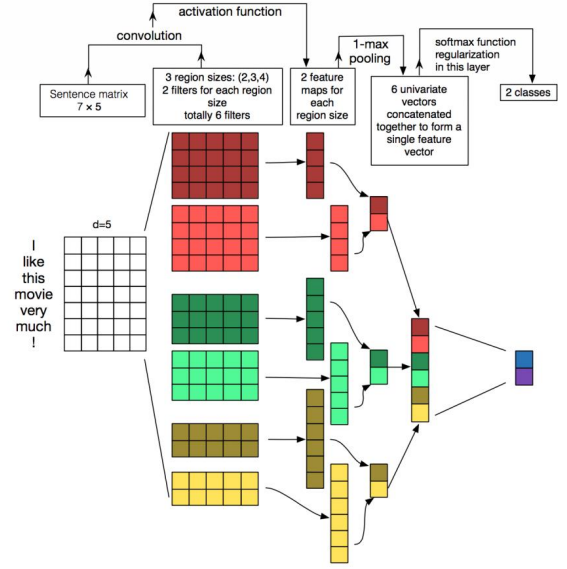 activation function
convolution
1-max
pooling
softmax function
regularization
in this layer
Sentence matrix
7 × 5
3 region sizes: (2,3,4)
2 filters for each region
size
totally 6 filters
2 feature
maps for
each
region size
6 univariate
vectors
concatenated
together to form a
single feature
vector
2 classes
d=5
I
like
this
movie
very
much
!